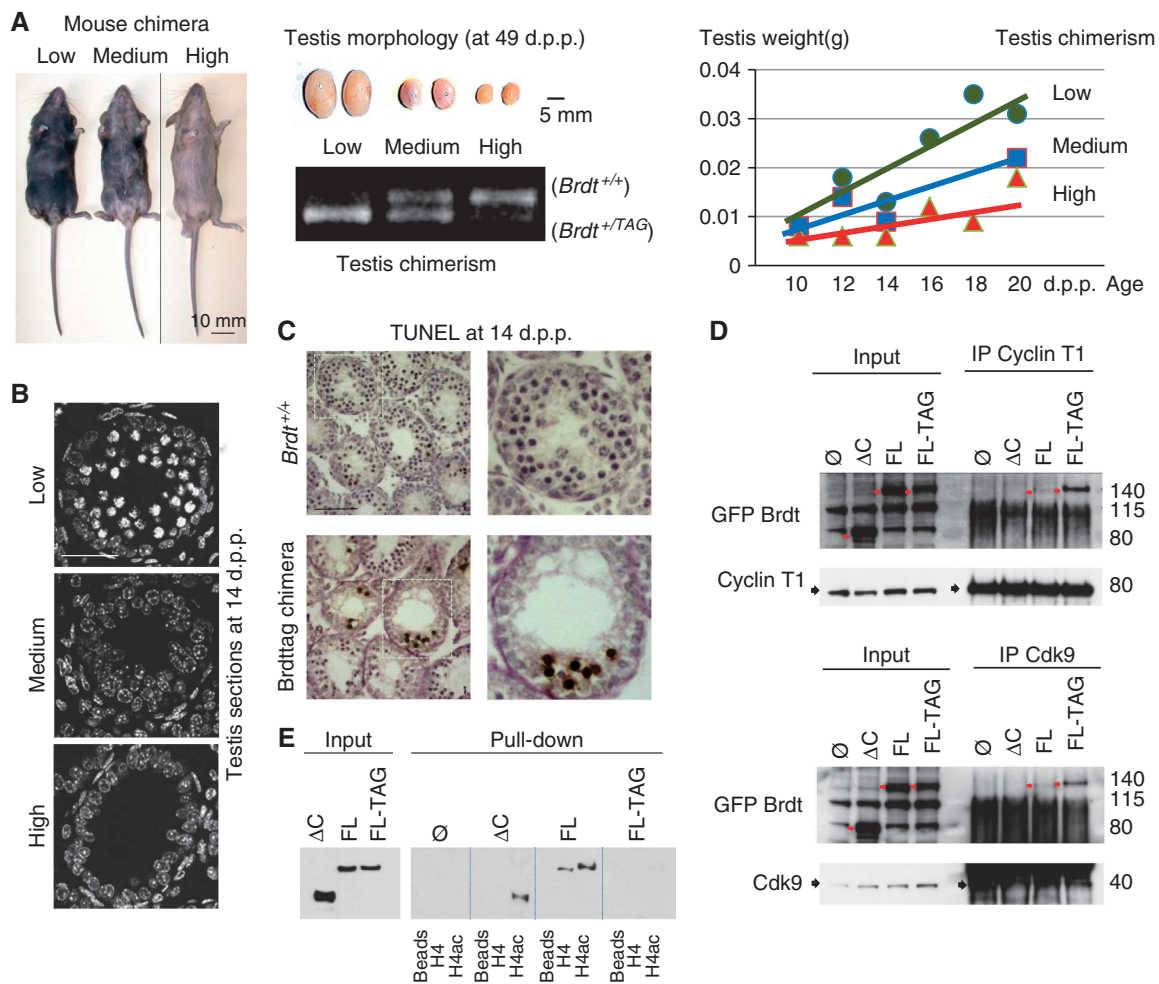 A
Mouse chimera
Low Medium High
10 mm
Testis morphology (at 49 d.p.p.)
5 mm
Low Medium High
(Brdt+/+)
(Brdt+/TAG)
Testis chimerism
Testis weight(g) Testis chimerism
0.04
0.03
0.02
0.01
0
Low
Medium
High
10 12 14 16 18 20 d.p.p. Age
B
Low
Medium
High
Testis sections at 14 d.p.p.
C
TUNEL at 14 d.p.p.
Brdt+/+
Brdttag chimera
D
Input IP Cyclin T1
Ø ΔC FL FL-TAG Ø ΔC FL FL-TAG
GFP Brdt
140
115
80
Cyclin T1
80
Input IP Cdk9
Ø ΔC FL FL-TAG Ø ΔC FL FL-TAG
GFP Brdt
140
115
80
Cdk9
40
E
Input Pull-down
ΔC FL FL-TAG Ø ΔC FL FL-TAG
Beads H4 H4ac Beads H4 H4ac Beads H4 H4ac Beads H4 H4ac